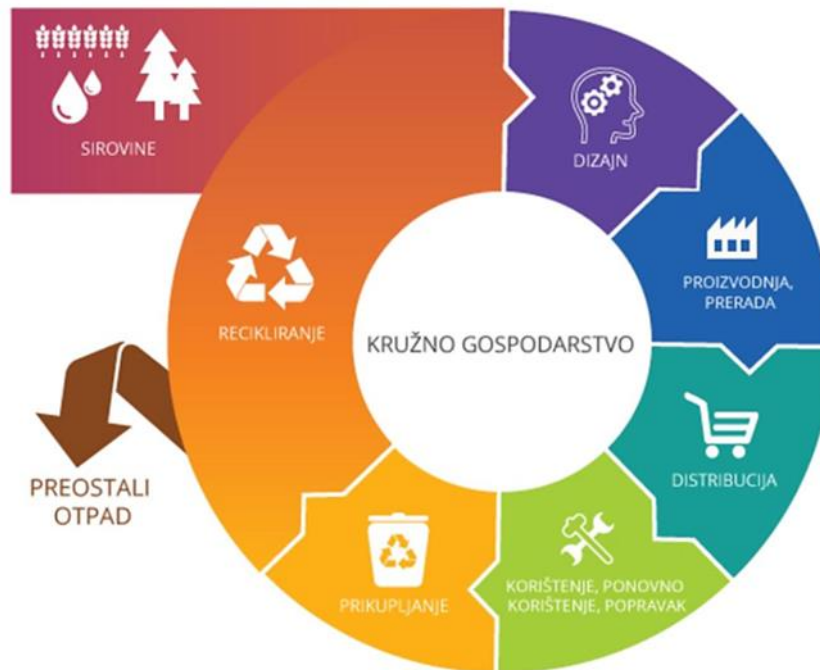 SIROVINE
DIZAJN
PROIZVODNJA,
PRERADA
DISTRIBUCIJA
KORIŠTENJE, PONOVNO
KORIŠTENJE, POPRAVAK
PRIKUPLJANJE
RECIKLIRANJE
PREOSTALI
OTPAD
KRUŽNO GOSPODARSTVO